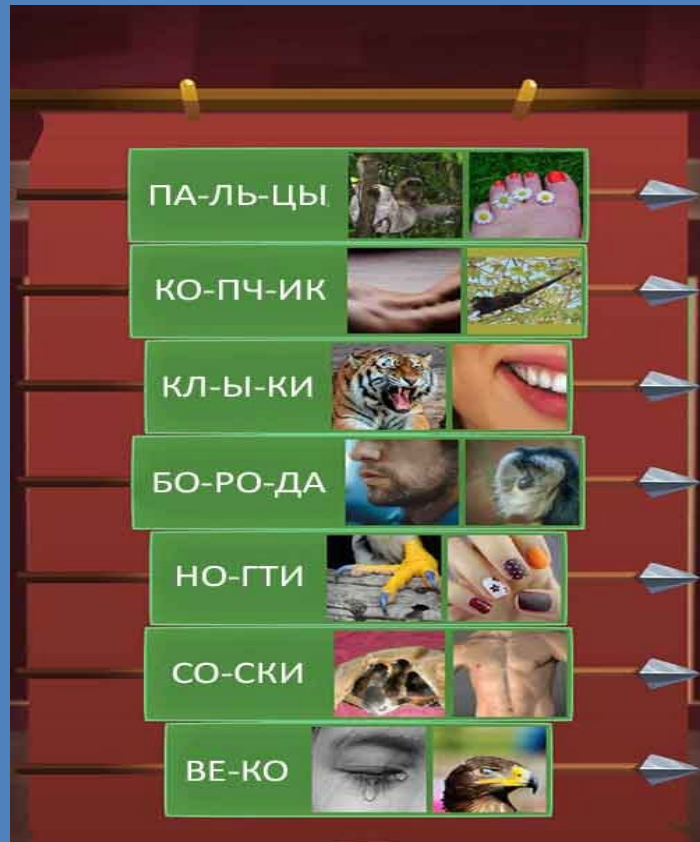 ПА-ЛЬ-ЦЫ
КО-ПЧ-ИК
КЛ-Ы-КИ
БО-РО-ДА
НО-ГТИ
СО-СКИ
ВЕ-КО